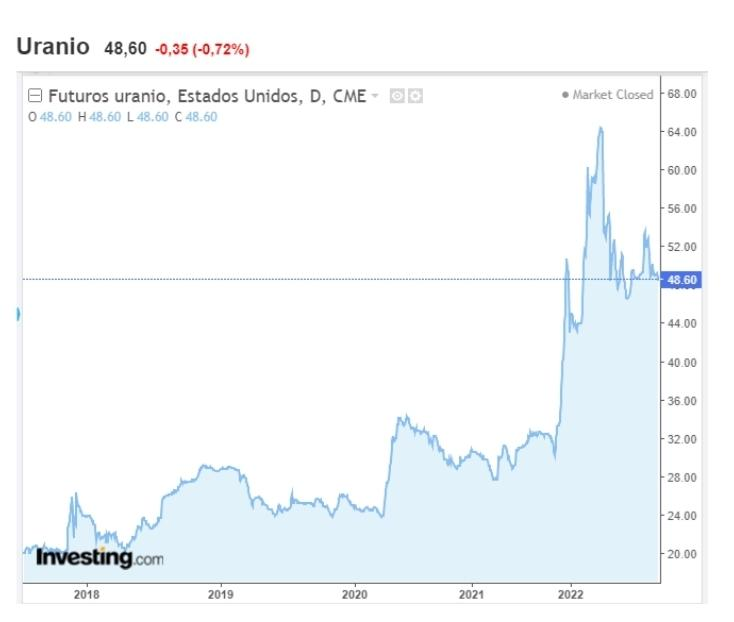 Uranio 48,60 -0,35 (-0,72%)
Futuros uranio, Estados Unidos, D, CME
Market Closed
O 48.60 H 48.60 L 48.60 C 48.60
68.00
64.00
60.00
56.00
52.00
48.60
44.00
40.00
36.00
32.00
28.00
24.00
20.00
Investing.com
2018 2019 2020 2021 2022